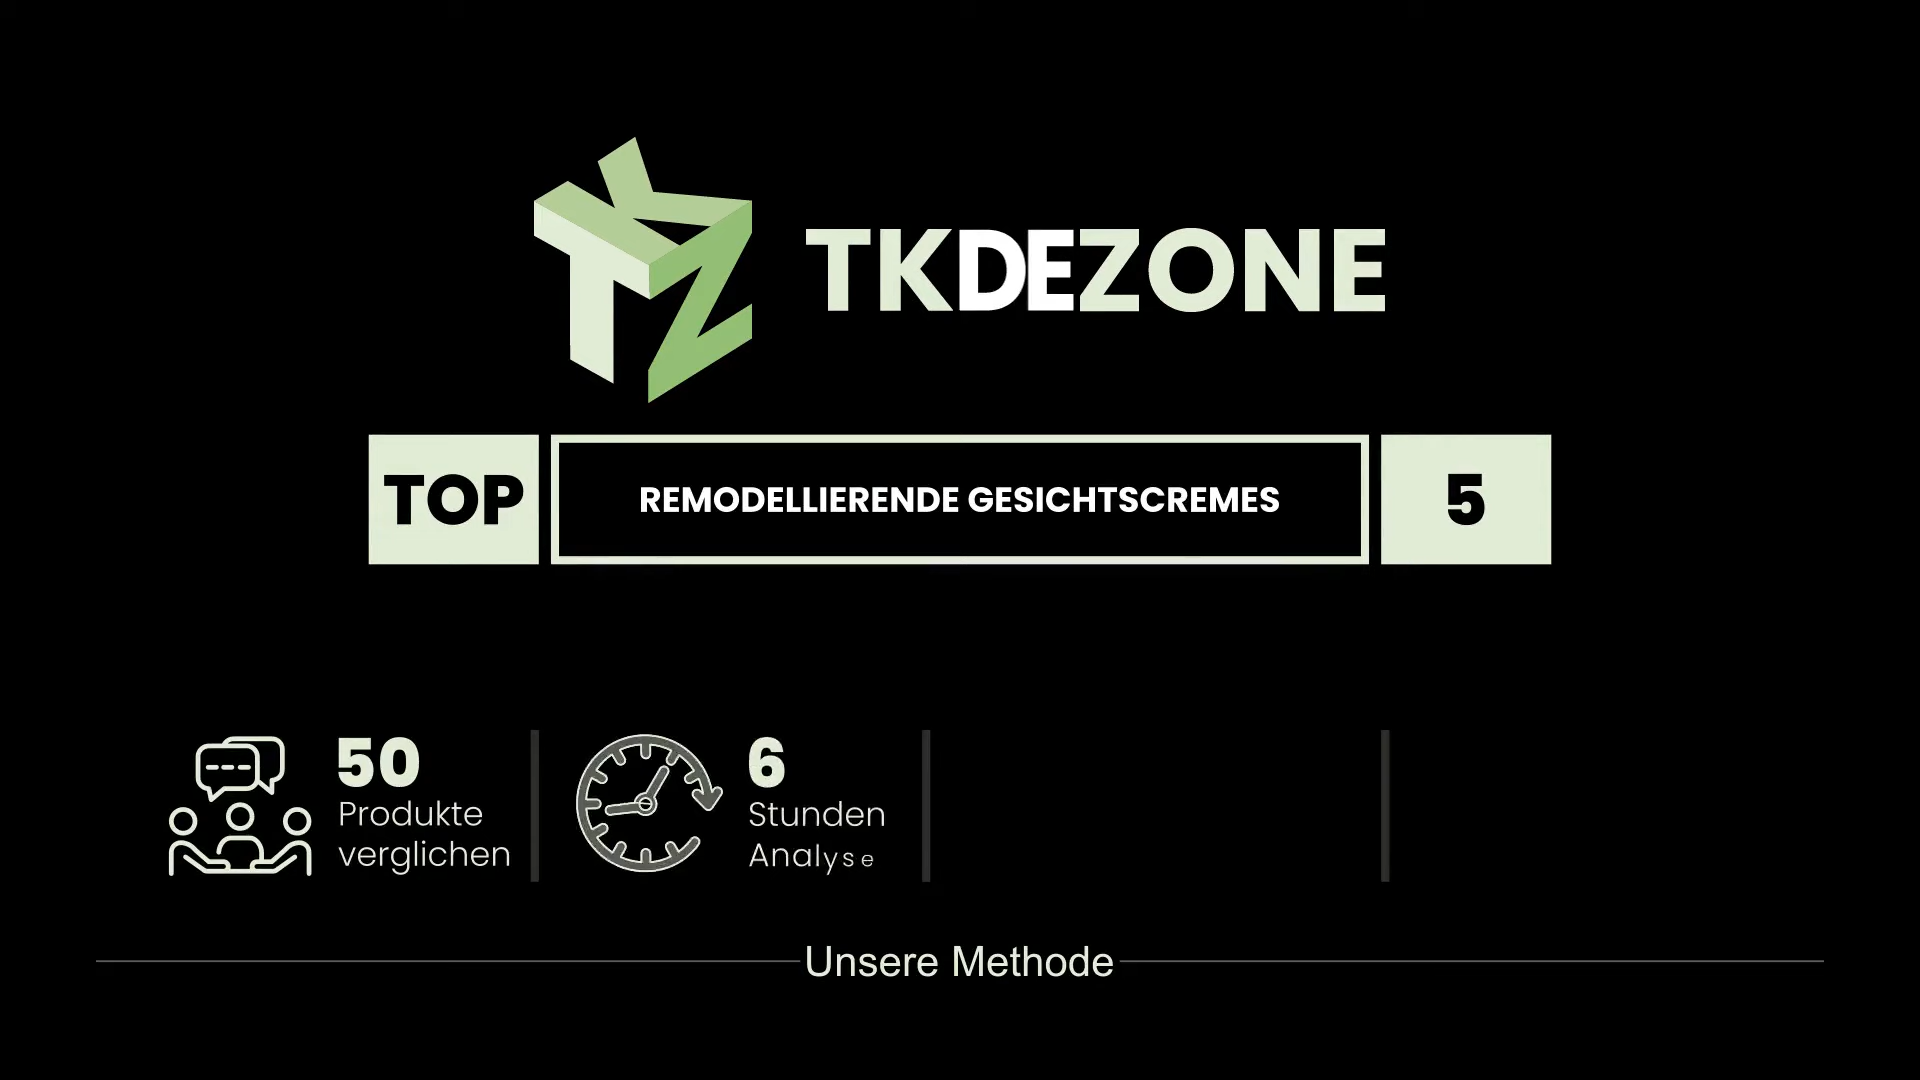 TKDEZONE
TOP
REMODELLIERENDE GESICHTSCREMES
5
50
Produkte
verglichen
6
Stunden
Analyse
Unsere Methode